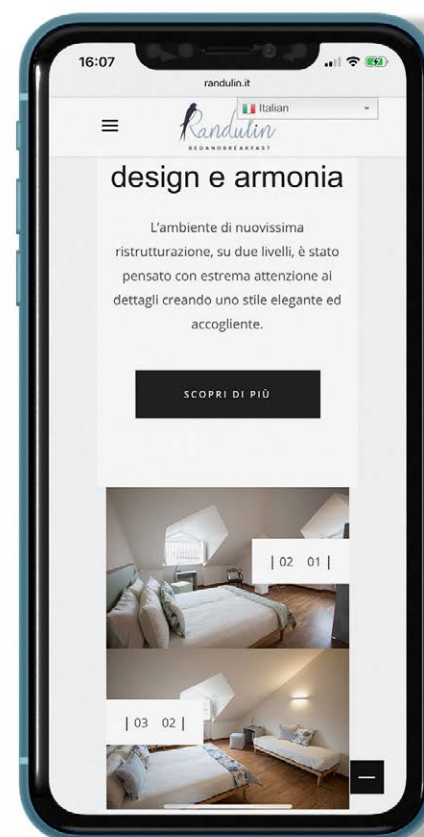 16:07
randulin.it
Italian
Randulin
BEDANDBREAKFAST
design e armonia
L'ambiente di nuovissima
ristrutturazione, su due livelli, è stato
pensato con estrema attenzione ai
dettagli creando uno stile elegante ed
accogliente.
SCOPRI DI PIÙ
| 02 01 |
| 03 02 |